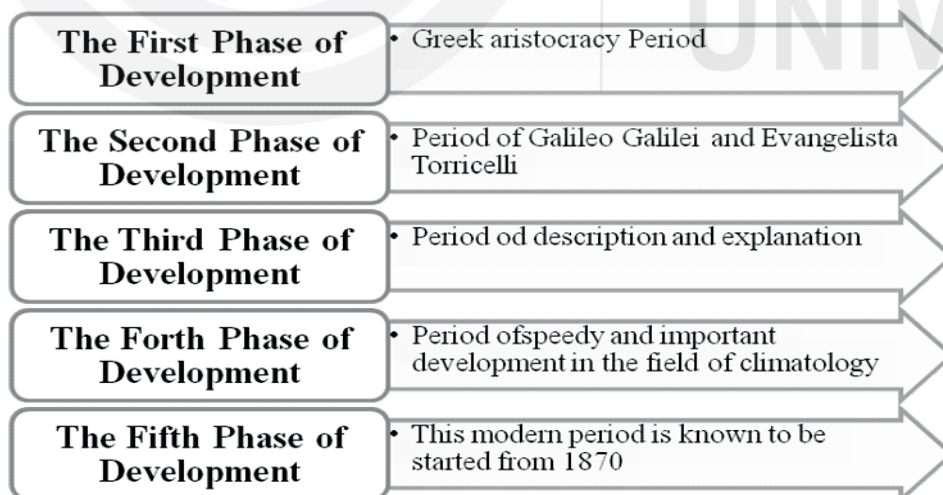 UNIV
The First Phase of
Development
• Greek aristocracy Period
The Second Phase of
Development
• Period of Galileo Galilei and Evangelista
Torricelli
The Third Phase of
Development
• Period od description and explanation
The Forth Phase of
Development
• Period ofspeedy and important
development in the field of climatology
The Fifth Phase of
Development
• This modern period is known to be
started from 1870